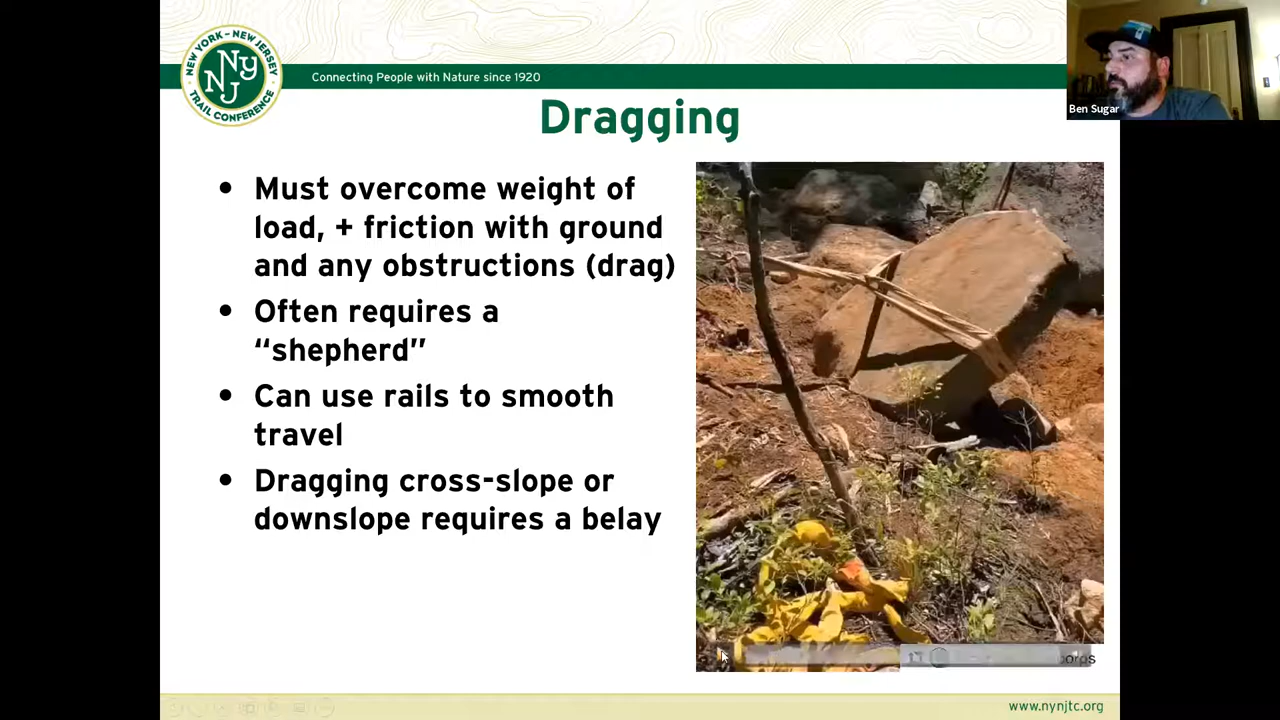 NEW YORK – NEW JERSEY
NY
NJ
TRAIL CONFERENCE
Connecting People with Nature since 1920
Ben Sugar
Dragging
• Must overcome weight of
load, + friction with ground
and any obstructions (drag)
• Often requires a
“shepherd”
• Can use rails to smooth
travel
• Dragging cross-slope or
downslope requires a belay
www.nynjtc.org